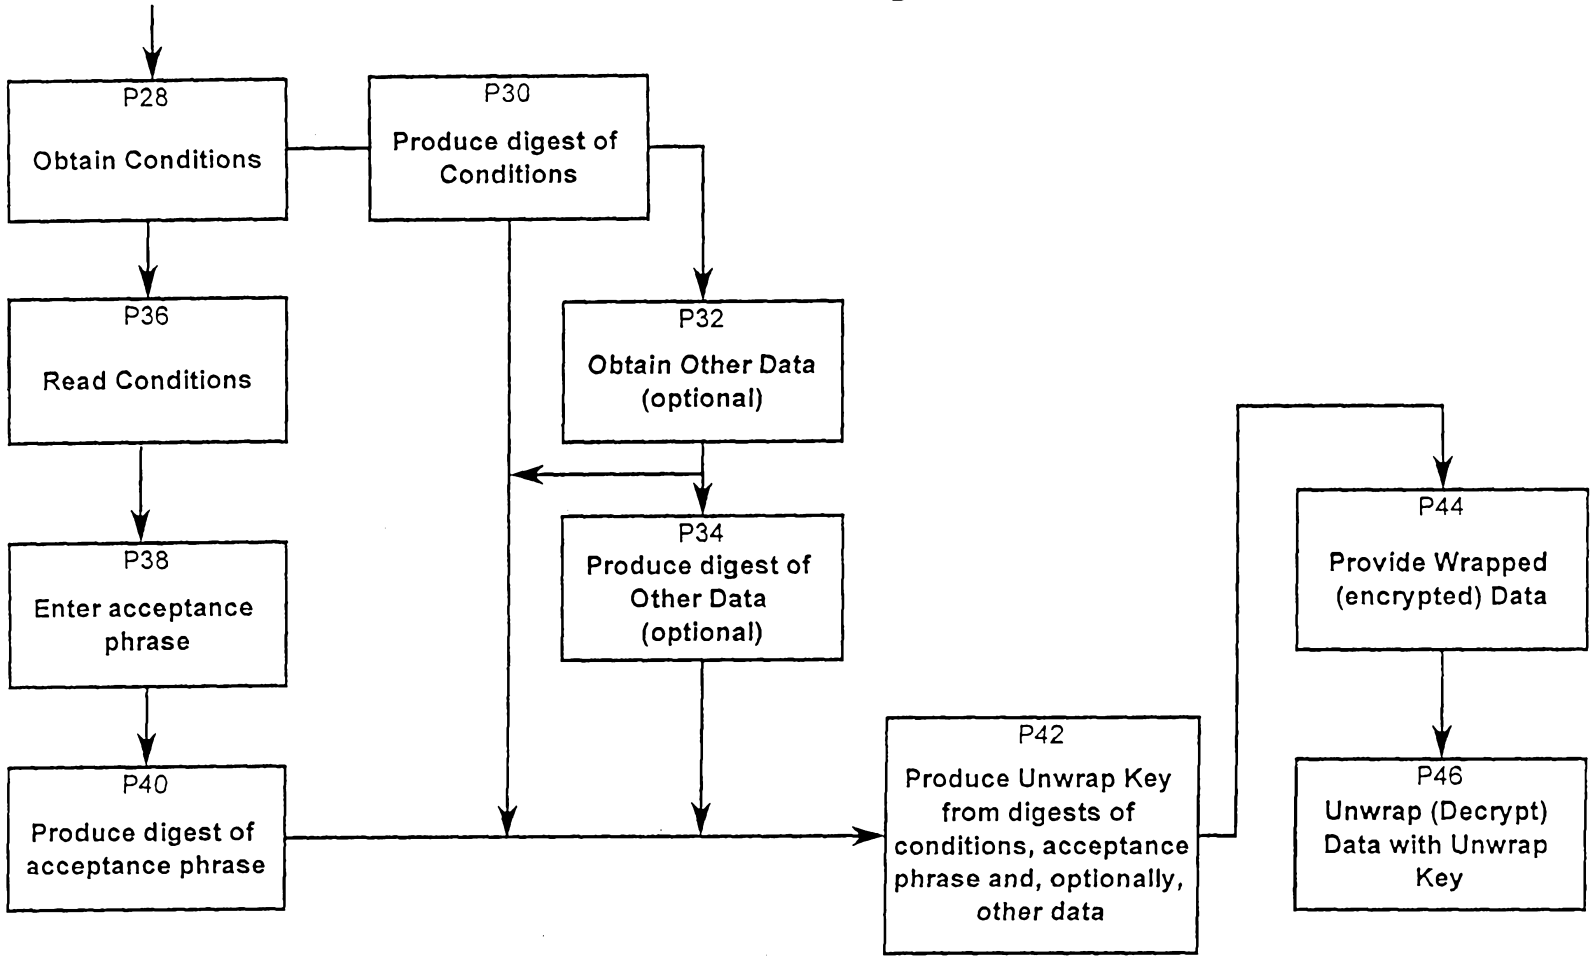 P28
Obtain Conditions
P30
Produce digest of
Conditions
P36
Read Conditions
P32
Obtain Other Data
(optional)
P38
Enter acceptance
phrase
P34
Produce digest of
Other Data
(optional)
P40
Produce digest of
acceptance phrase
P42
Produce Unwrap Key
from digests of
conditions, acceptance
phrase and, optionally,
other data
P44
Provide Wrapped
(encrypted) Data
P46
Unwrap (Decrypt)
Data with Unwrap
Key